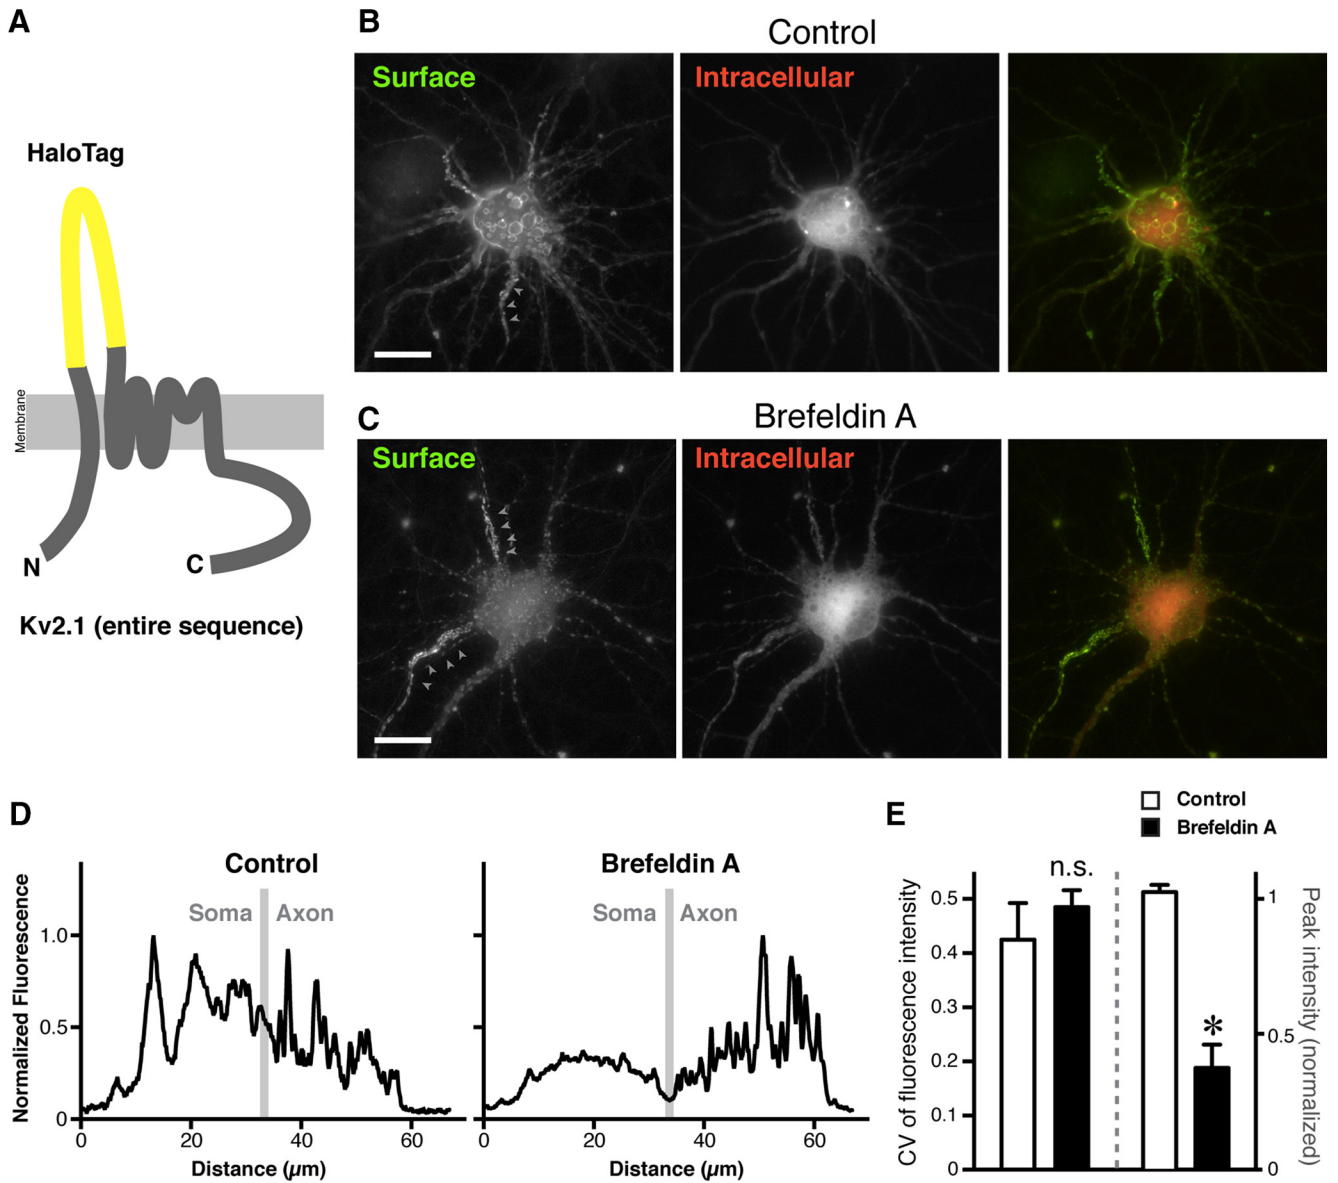 A
HaloTag
Membrane
N
C
Kv2.1 (entire sequence)
B
Control
Surface
Intracellular
C
Brefeldin A
Surface
Intracellular
D
Control
Soma
Axon
Normalized Fluorescence
1.0
0.5
0
0
20
40
60
Distance (µm)
Brefeldin A
Soma
Axon
0
20
40
60
Distance (µm)
E
Control
Brefeldin A
CV of fluorescence intensity
0.5
0.4
0.3
0.2
0.1
0
n.s.
*
1
0.5
0
Peak intensity (normalized)